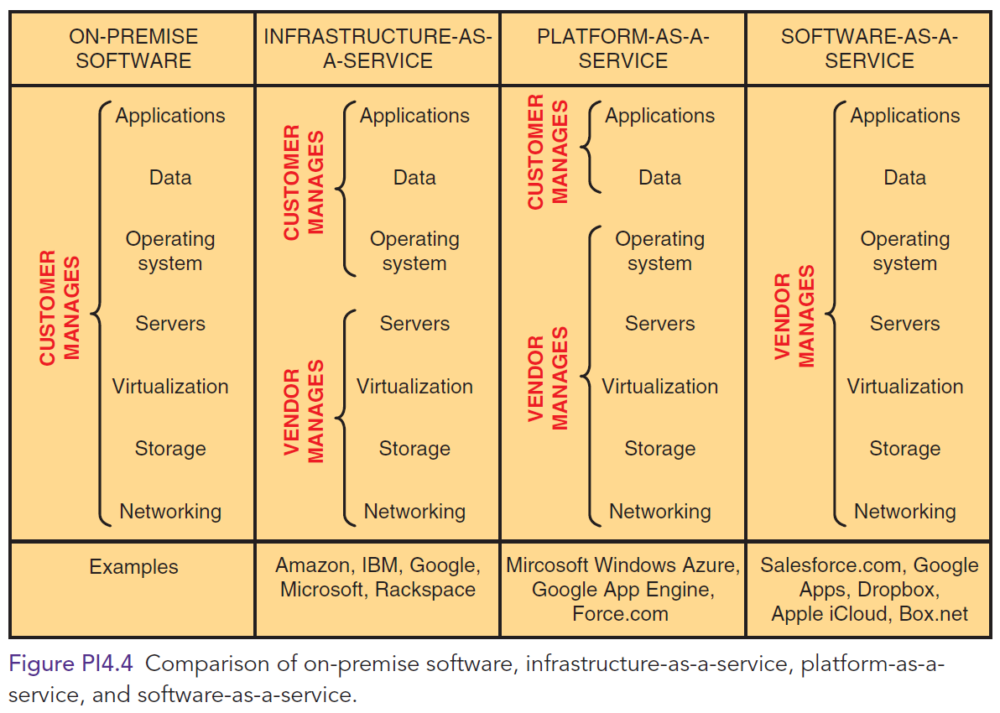 ON-PREMISE
SOFTWARE
INFRASTRUCTURE-AS-
A-SERVICE
PLATFORM-AS-A-
SERVICE
SOFTWARE-AS-A-
SERVICE
CUSTOMER
MANAGES
Applications
Data
Operating
system
Servers
Virtualization
Storage
Networking
CUSTOMER
MANAGES
Applications
Data
Operating
system
VENDOR
MANAGES
Servers
Virtualization
Storage
Networking
CUSTOMER
MANAGES
Applications
Data
VENDOR
MANAGES
Operating
system
Servers
Virtualization
Storage
Networking
VENDOR
MANAGES
Applications
Data
Operating
system
Servers
Virtualization
Storage
Networking
Examples
Amazon, IBM, Google,
Microsoft, Rackspace
Mircosoft Windows Azure,
Google App Engine,
Force.com
Salesforce.com, Google
Apps, Dropbox,
Apple iCloud, Box.net
Figure PI4.4 Comparison of on-premise software, infrastructure-as-a-service, platform-as-a-
service, and software-as-a-service.